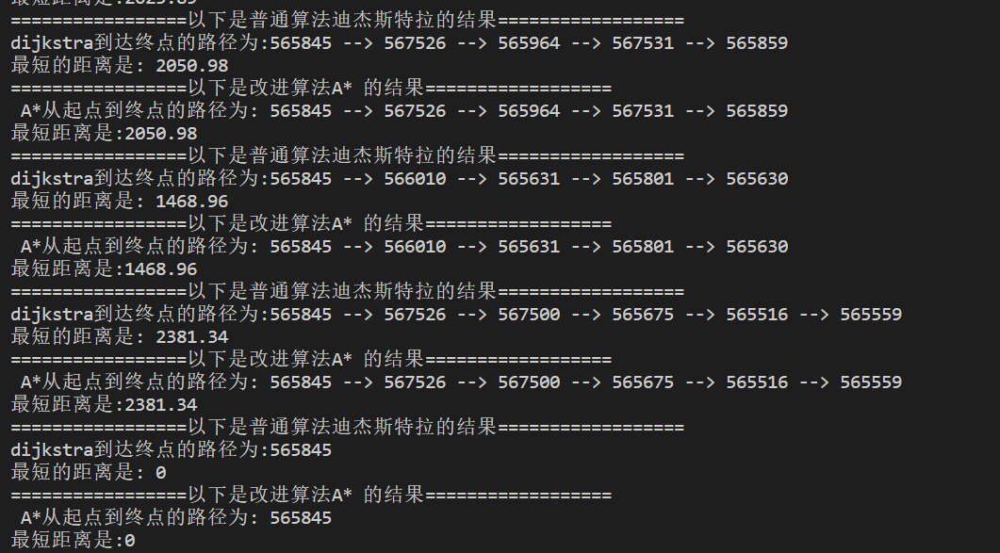 最短距离是:2029.89
=================以下是普通算法迪杰斯特拉的结果==================
dijkstra到达终点的路径为:565845 --> 567526 --> 565964 --> 567531 --> 565859
最短的距离是: 2050.98
=================以下是改进算法A* 的结果==================
 A*从起点到终点的路径为: 565845 --> 567526 --> 565964 --> 567531 --> 565859
最短距离是:2050.98
=================以下是普通算法迪杰斯特拉的结果==================
dijkstra到达终点的路径为:565845 --> 566010 --> 565631 --> 565801 --> 565630
最短的距离是: 1468.96
=================以下是改进算法A* 的结果==================
 A*从起点到终点的路径为: 565845 --> 566010 --> 565631 --> 565801 --> 565630
最短距离是:1468.96
=================以下是普通算法迪杰斯特拉的结果==================
dijkstra到达终点的路径为:565845 --> 567526 --> 567500 --> 565675 --> 565516 --> 565559
最短的距离是: 2381.34
=================以下是改进算法A* 的结果==================
 A*从起点到终点的路径为: 565845 --> 567526 --> 567500 --> 565675 --> 565516 --> 565559
最短距离是:2381.34
=================以下是普通算法迪杰斯特拉的结果==================
dijkstra到达终点的路径为:565845
最短的距离是: 0
=================以下是改进算法A* 的结果==================
 A*从起点到终点的路径为: 565845
最短距离是:0